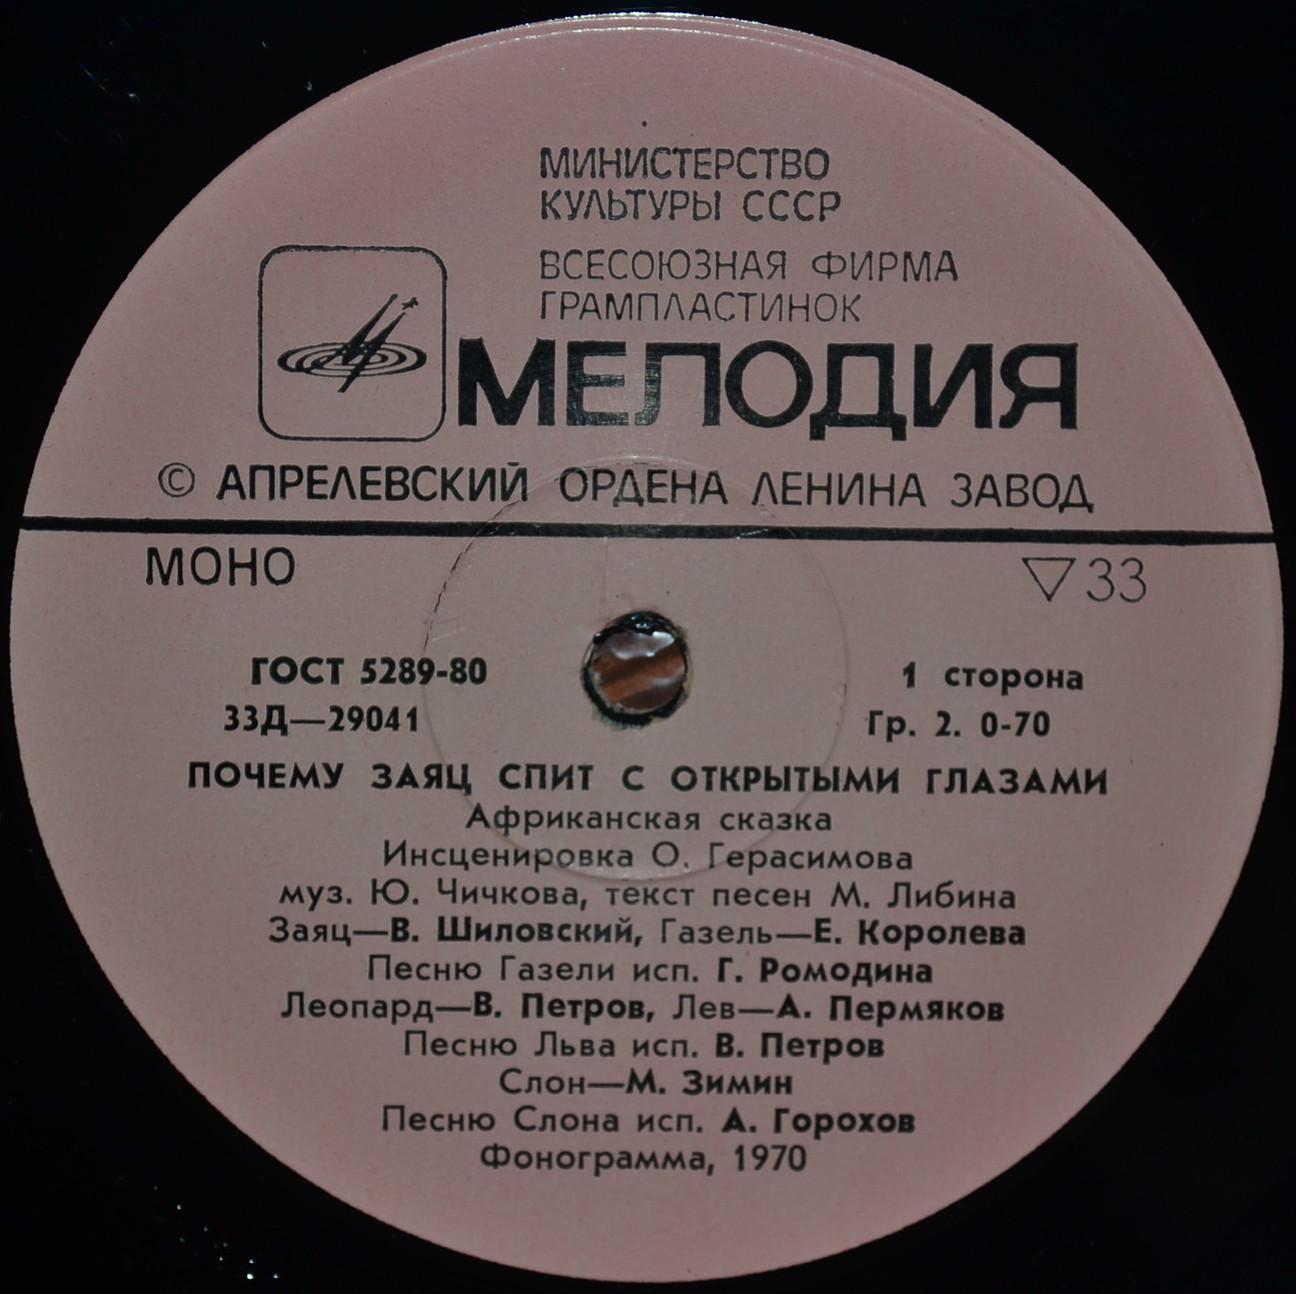 МИНИСТЕРСТВО
КУЛЬТУРЫ СССР
ВСЕСОЮЗНАЯ ФИРМА
ГРАМПЛАСТИНОК
МЕЛОДИЯ
© АПРЕЛЕВСКИЙ ОРДЕНА ЛЕНИНА ЗАВОД
МОНО ▽33
ГОСТ 5289-80 1 сторона
33Д—29041 Гр. 2. 0-70
ПОЧЕМУ ЗАЯЦ СПИТ С ОТКРЫТЫМИ ГЛАЗАМИ
Африканская сказка
Инсценировка О. Герасимова
муз. Ю. Чичкова, текст песен М. Либина
Заяц—В. Шиловский, Газель—Е. Королева
Песню Газели исп. Г. Ромодина
Леопард—В. Петров, Лев—А. Пермяков
Песню Льва исп. В. Петров
Слон—М. Зимин
Песню Слона исп. А. Горохов
Фонограмма, 1970